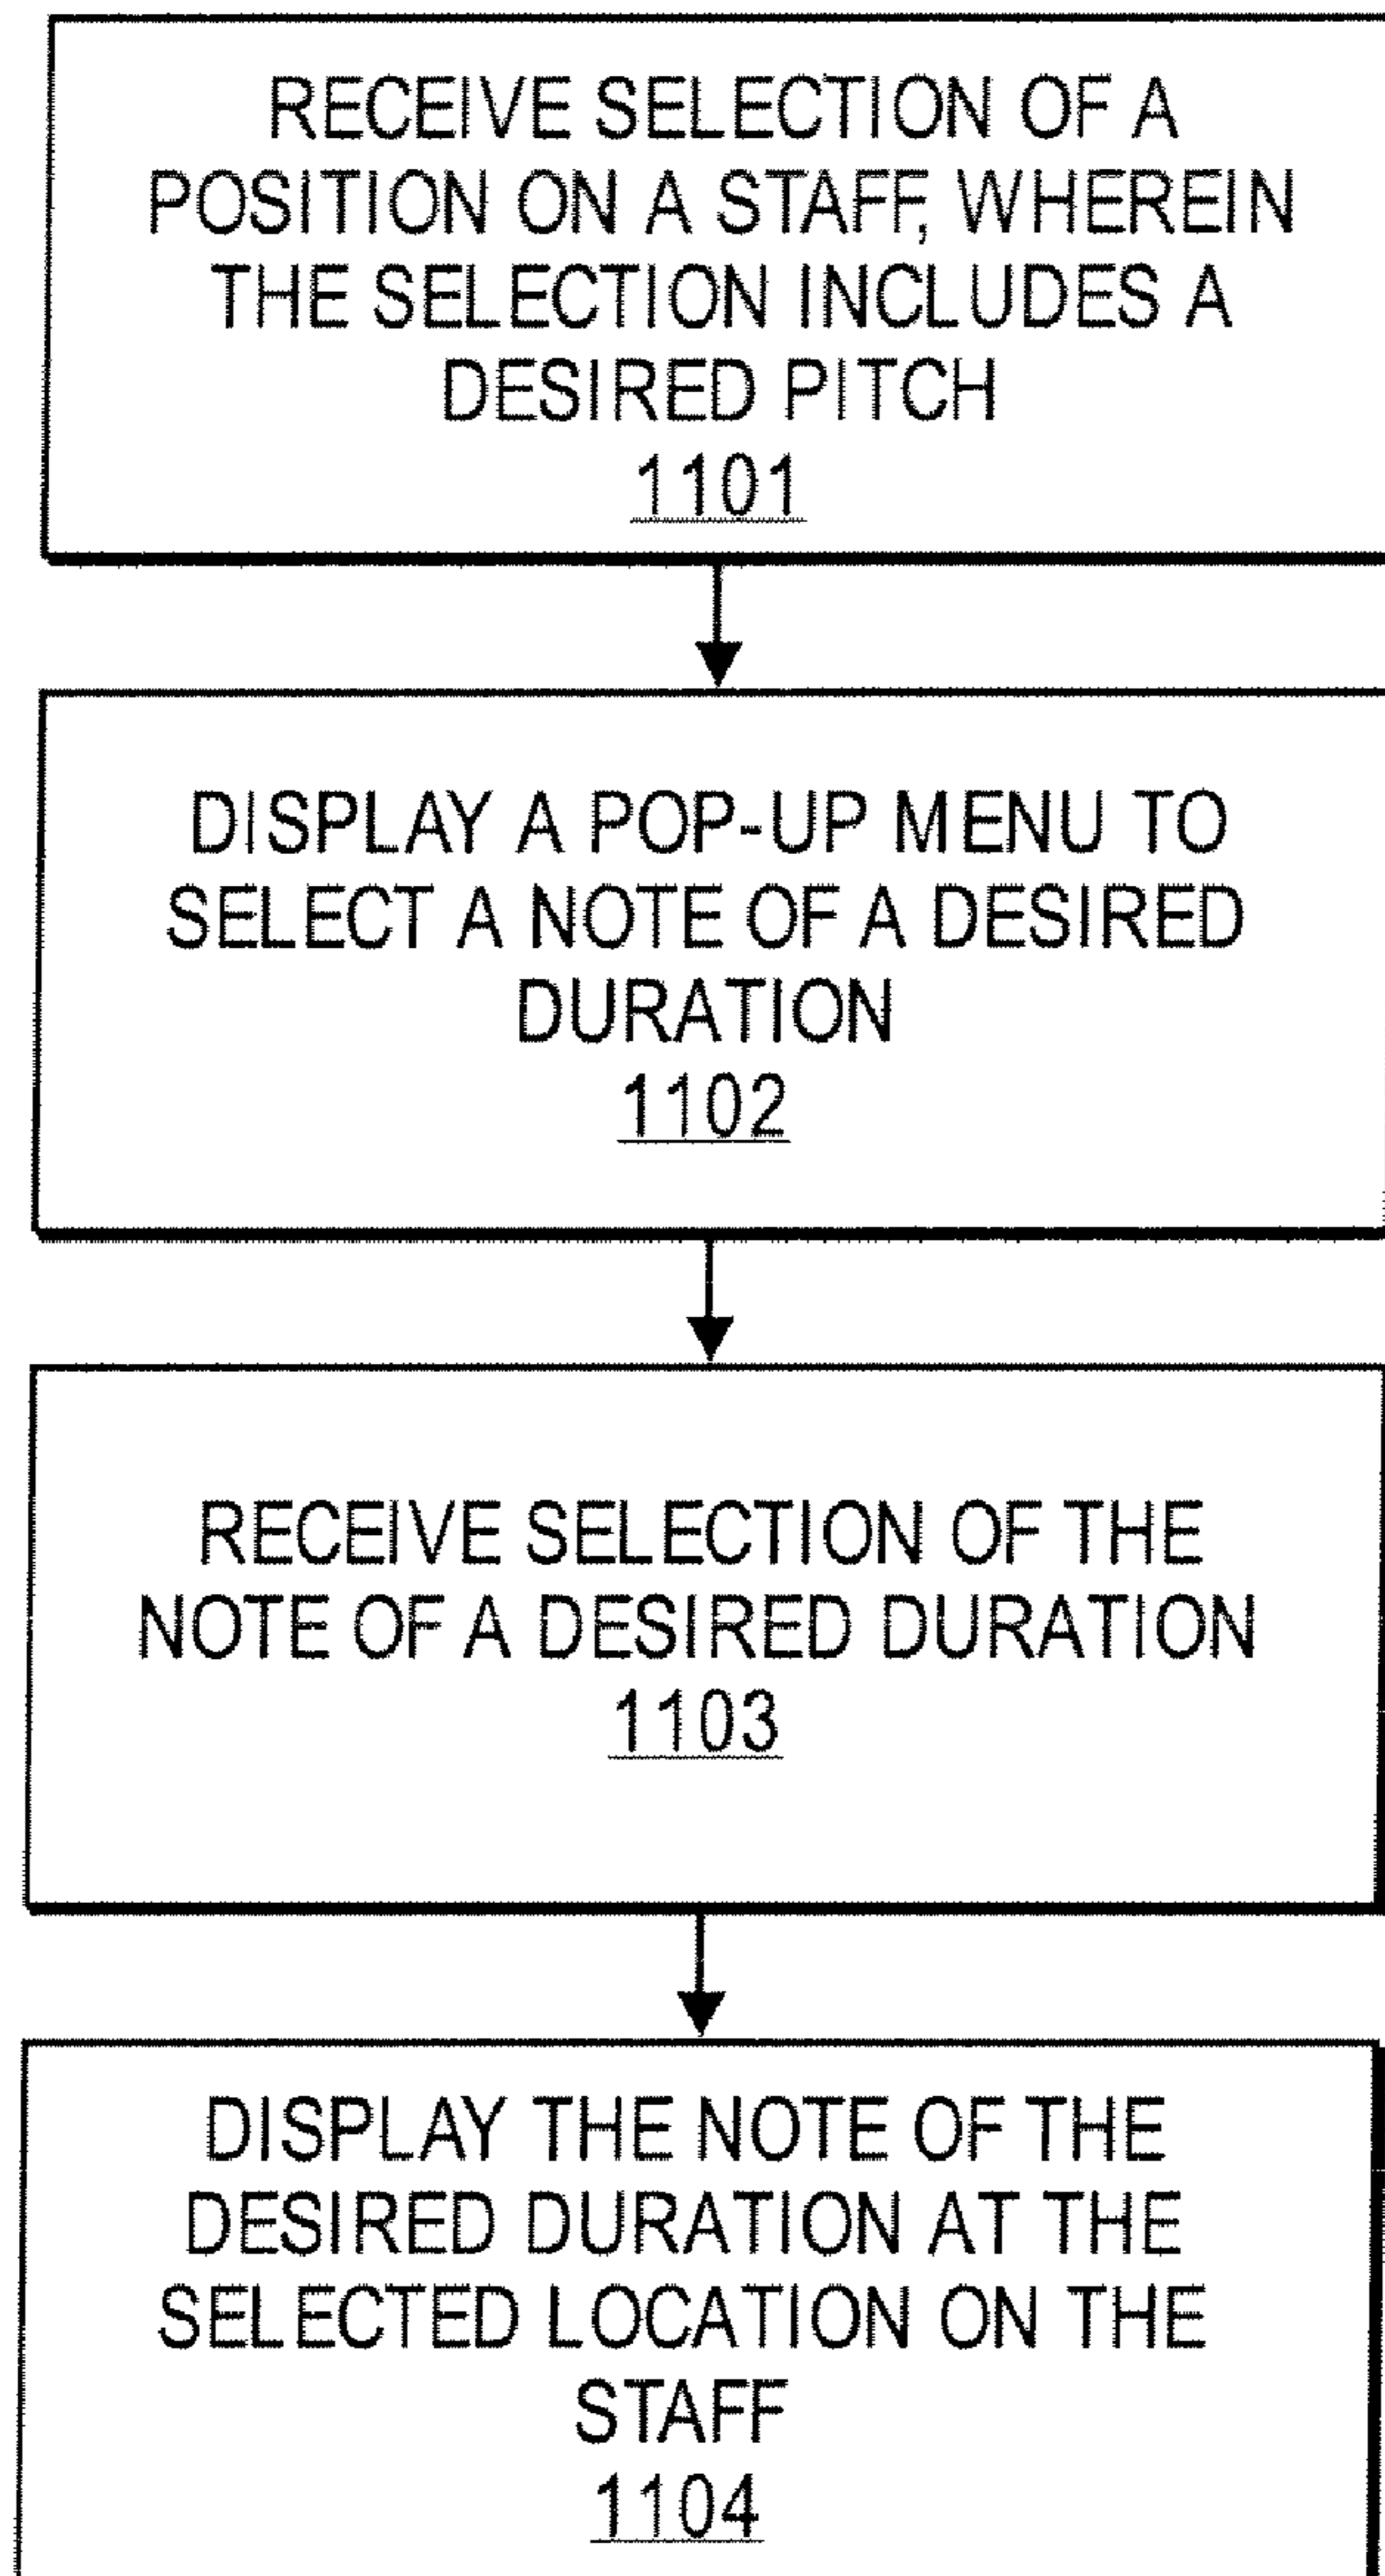 RECEIVE SELECTION OF A
POSITION ON A STAFF, WHEREIN
THE SELECTION INCLUDES A
DESIRED PITCH
1101
DISPLAY A POP-UP MENU TO
SELECT A NOTE OF A DESIRED
DURATION
1102
RECEIVE SELECTION OF THE
NOTE OF A DESIRED DURATION
1103
DISPLAY THE NOTE OF THE
DESIRED DURATION AT THE
SELECTED LOCATION ON THE
STAFF
1104